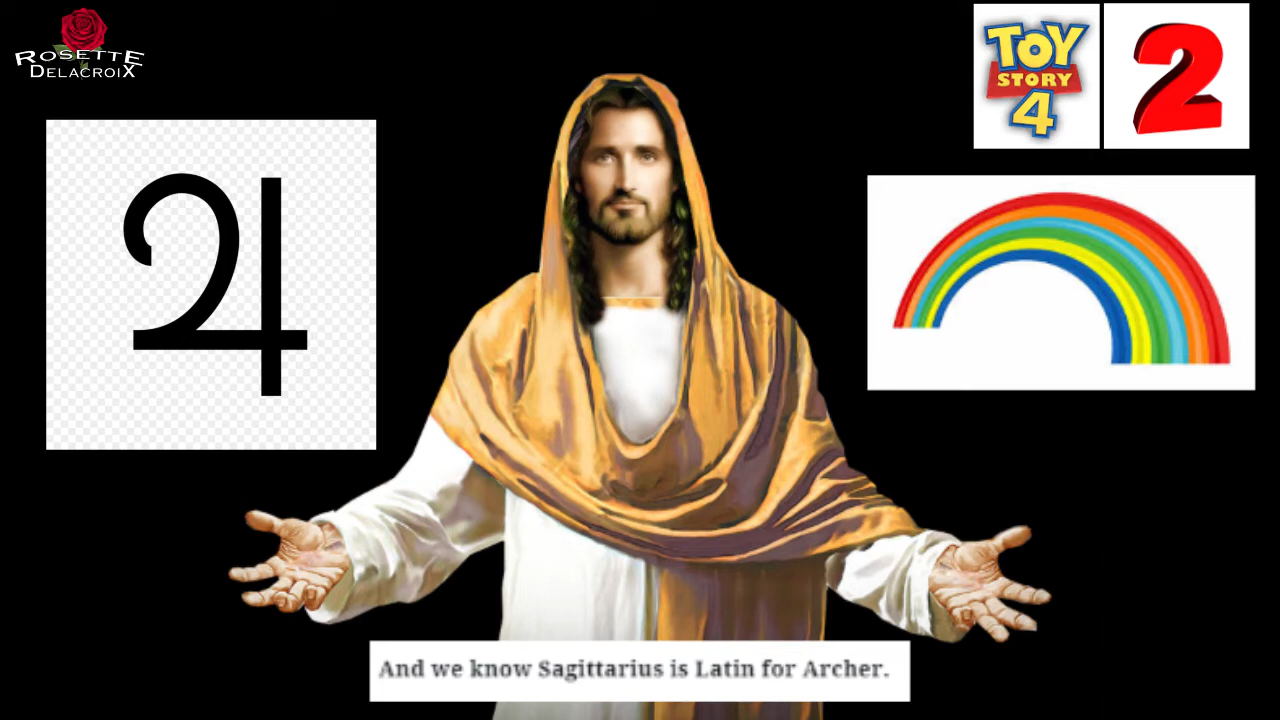 ROSETTE
DELACROIX
TOY
STORY
4
2
♃
And we know Sagittarius is Latin for Archer.